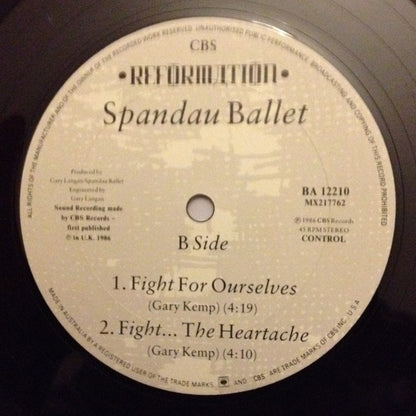 ALL RIGHTS OF THE MANUFACTURER AND OF THE OWNER OF THE RECORDED WORK RESERVED. UNAUTHORISED PUBLIC PERFORMANCE, BROADCASTING AND COPYING OF THIS RECORD PROHIBITED
CBS
•REFORMATION•
Spandau Ballet
Produced by
Gary Langan/Spandau Ballet
Engineered by
Gary Langan
Sound Recording made
by CBS Records –
first published
℗ in U.K. 1986
BA 12210
MX217762
℗ 1986 CBS Records
45 RPM STEREO
CONTROL
B Side
1. Fight For Ourselves
(Gary Kemp) (4:19)
2. Fight... The Heartache
(Gary Kemp) (4:10)
MADE IN AUSTRALIA BY A REGISTERED USER OF THE TRADE MARKS. AND CBS ARE TRADE MARKS OF CBS INC., U.S.A.